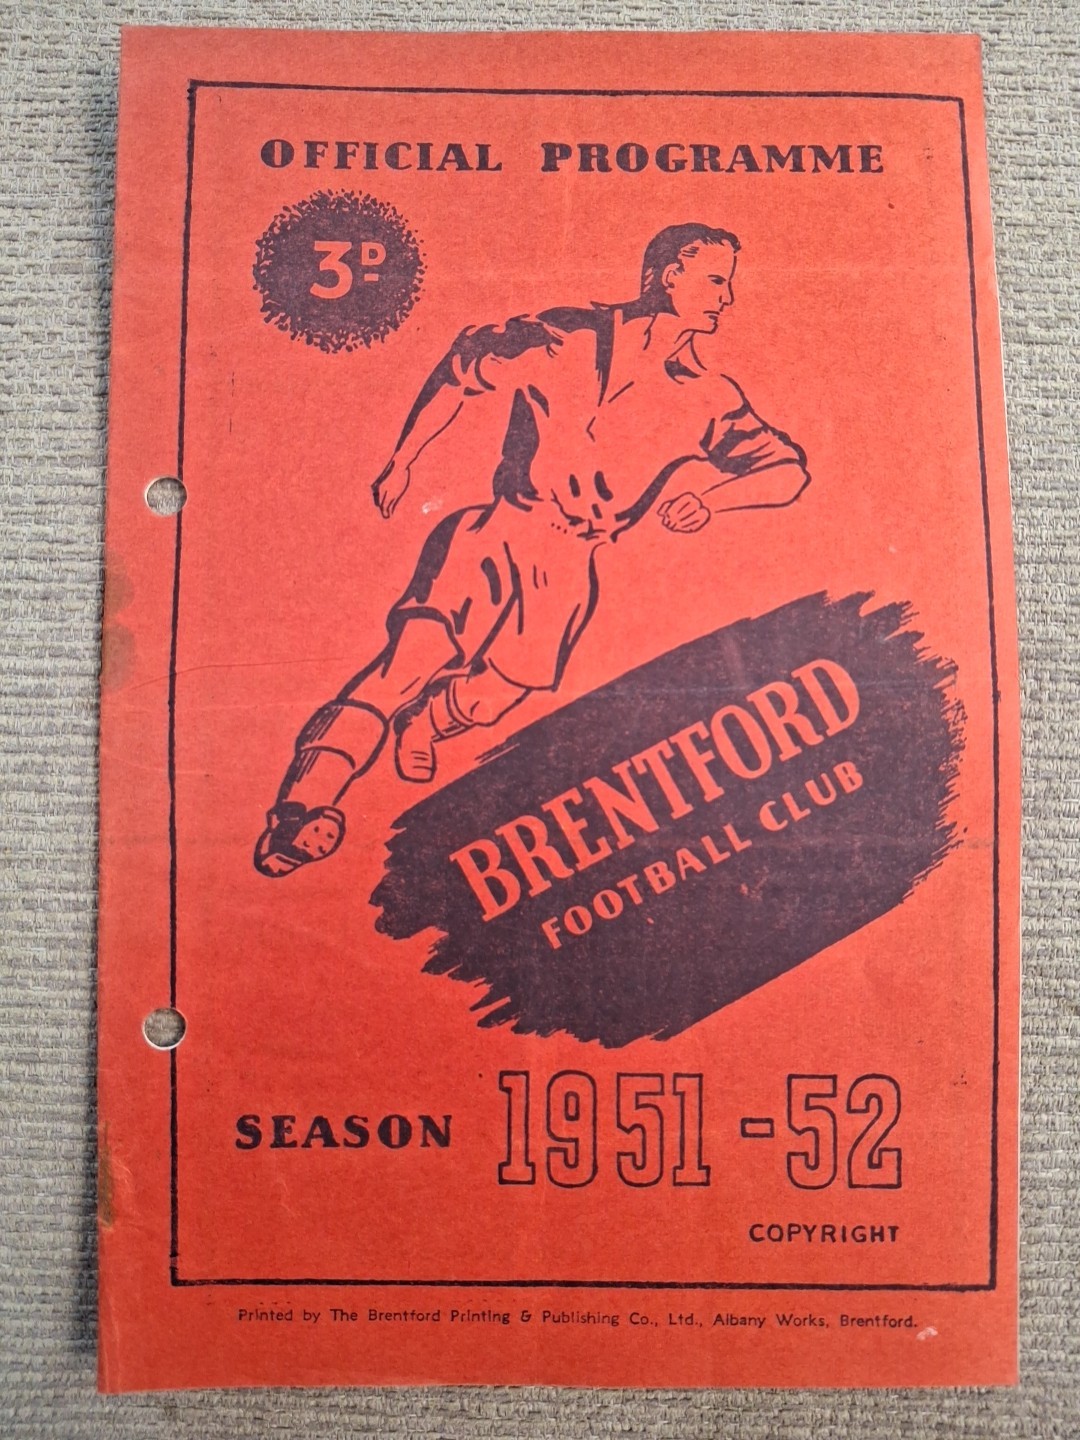 OFFICIAL PROGRAMME
3D
BRENTFORD
FOOTBALL CLUB
SEASON 1951-52
COPYRIGHT
Printed by The Brentford Printing & Publishing Co., Ltd., Albany Works, Brentford.